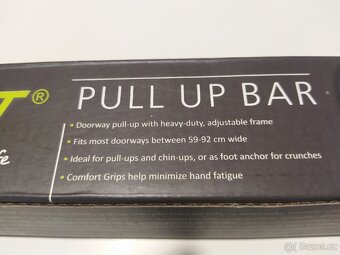 T® PULL UP BAR
• Doorway pull-up with heavy-duty, adjustable frame
• Fits most doorways between 59-92 cm wide
• Ideal for pull-ups and chin-ups, or as foot anchor for crunches
• Comfort Grips help minimize hand fatigue